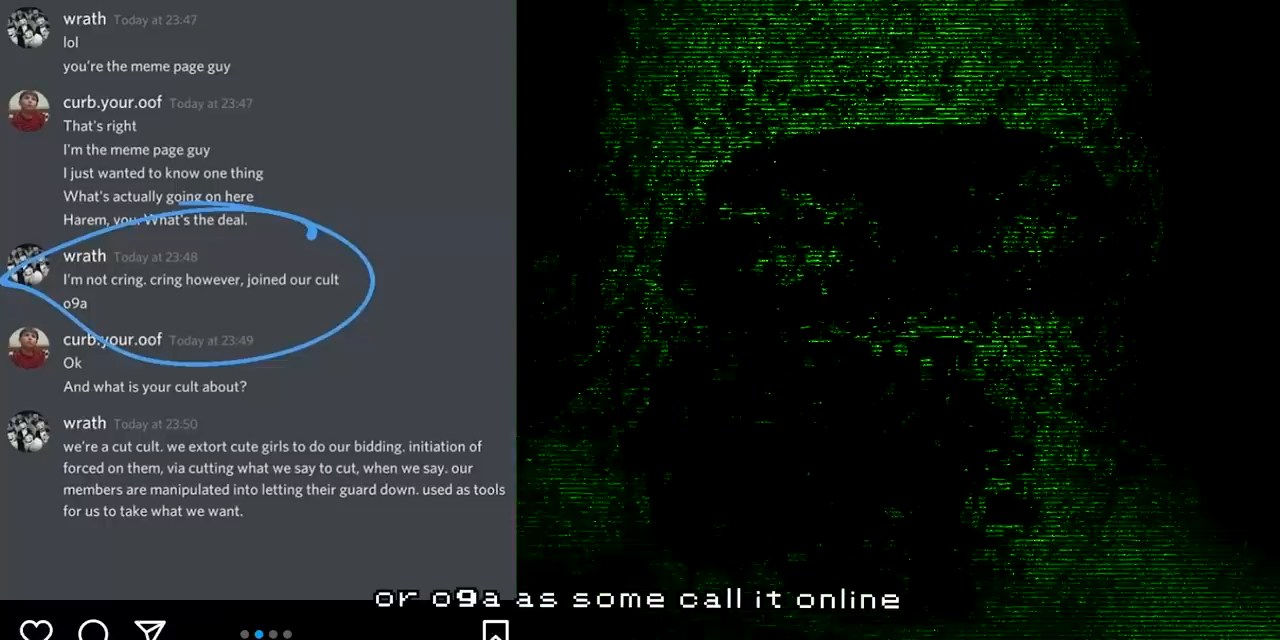 wrath Today at 23:47
lol
you're the meme page guy
curb.your.oof Today at 23:47
That's right
I'm the meme page guy
I just wanted to know one thing
What's actually going on here
Harem, you. What's the deal.
wrath Today at 23:48
I'm not cring. cring however, joined our cult
o9a
curb.your.oof Today at 23:49
Ok
And what is your cult about?
wrath Today at 23:50
we're a cut cult. we extort cute girls to do our bidding. initiation of
forced on them, via cutting what we say to cut, when we say. our
members are manipulated into letting their guard down. used as tools
for us to take what we want.
or o9a as some call it online